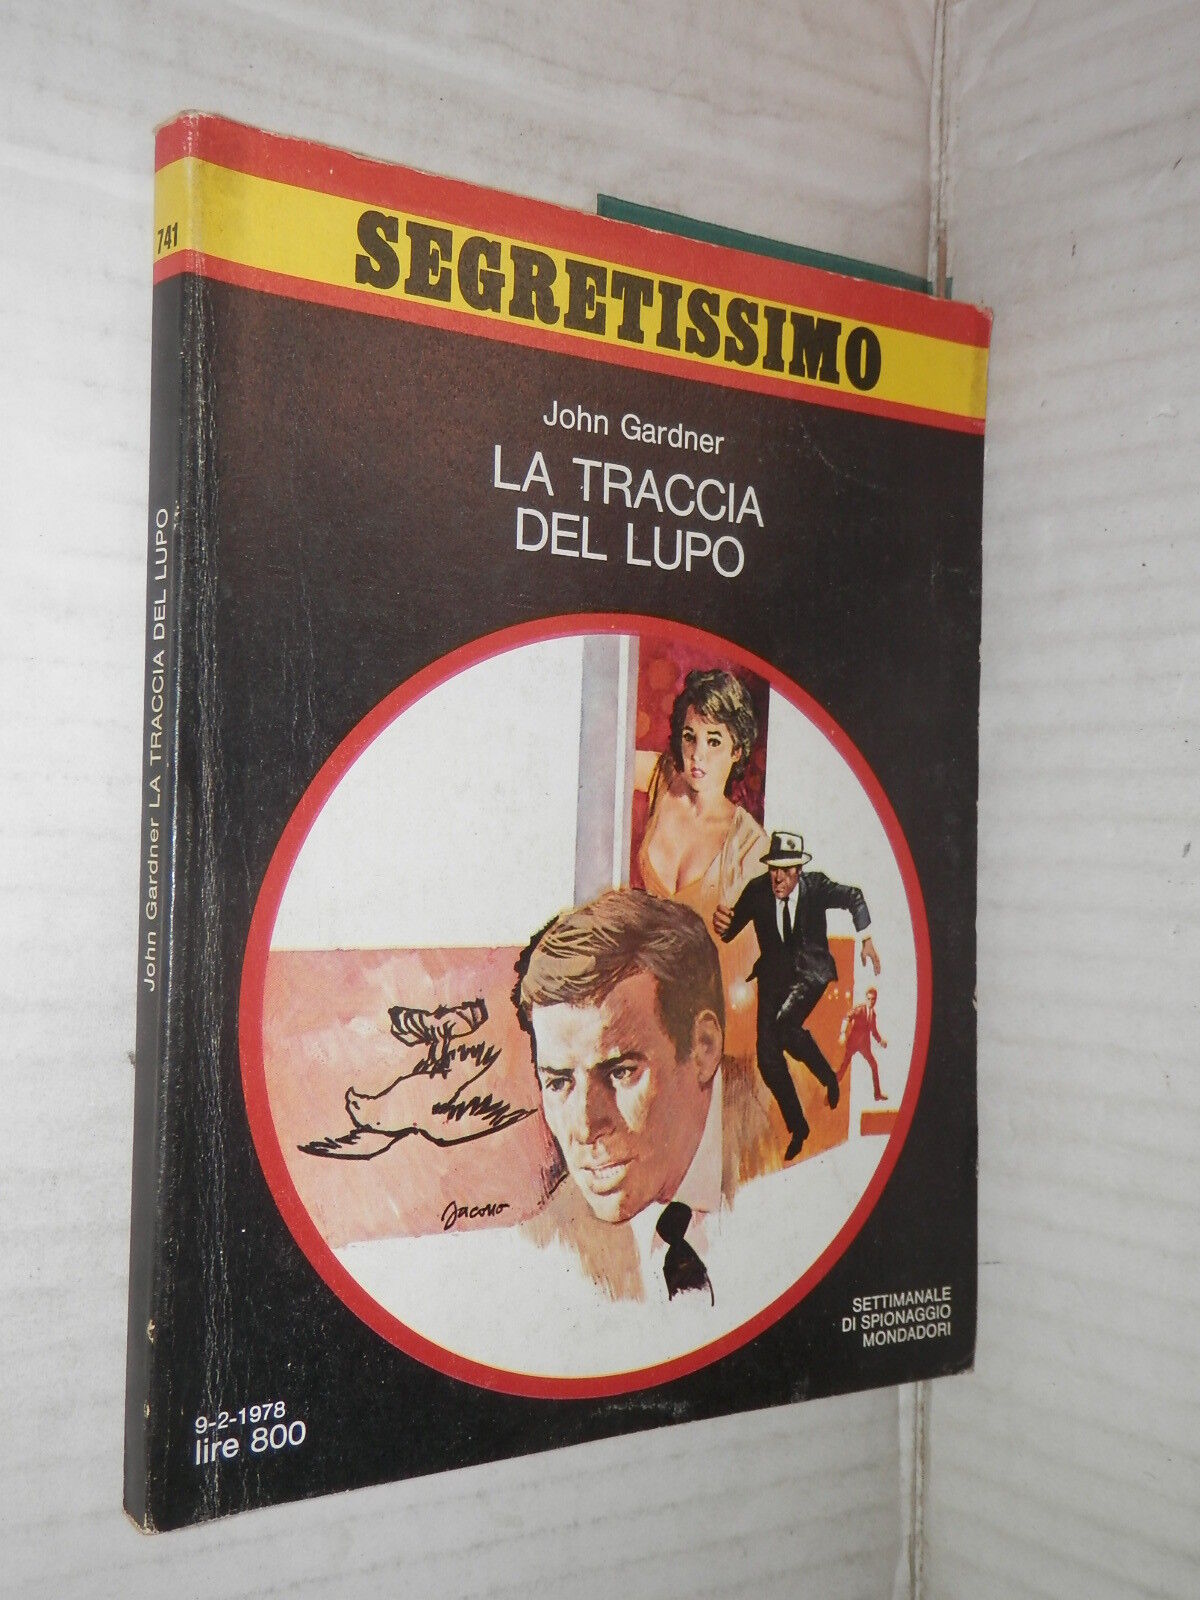 741
John Gardner LA TRACCIA DEL LUPO
SEGRETISSIMO
John Gardner
LA TRACCIA
DEL LUPO
Jacono
SETTIMANALE
DI SPIONAGGIO
MONDADORI
9-2-1978
lire 800